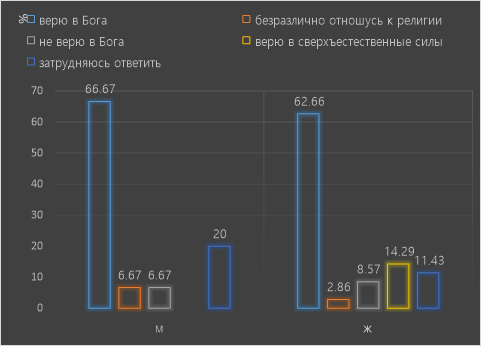 верю в Бога
безразлично отношусь к религии
не верю в Бога
верю в сверхъестественные силы
затрудняюсь ответить
70
60
50
40
30
20
10
0
66.67
6.67
6.67
20
62.66
2.86
8.57
14.29
11.43
м
ж